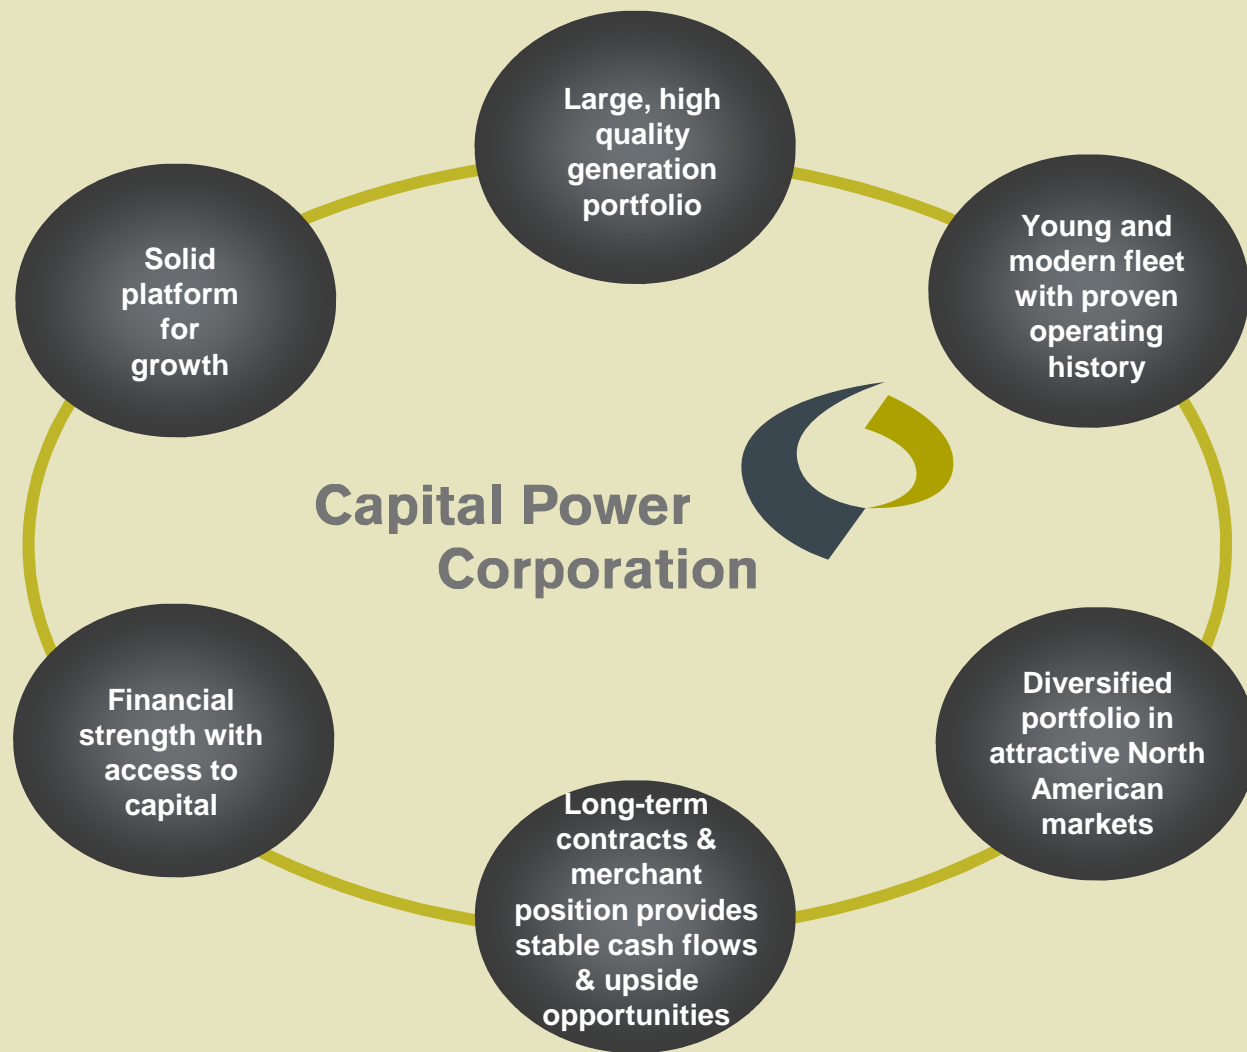 Large, high
quality
generation
portfolio
Young and
modern fleet
with proven
operating
history
Diversified
portfolio in
attractive North
American
markets
Long-term
contracts &
merchant
position provides
stable cash flows
& upside
opportunities
Financial
strength with
access to
capital
Solid
platform
for
growth
Capital Power
Corporation